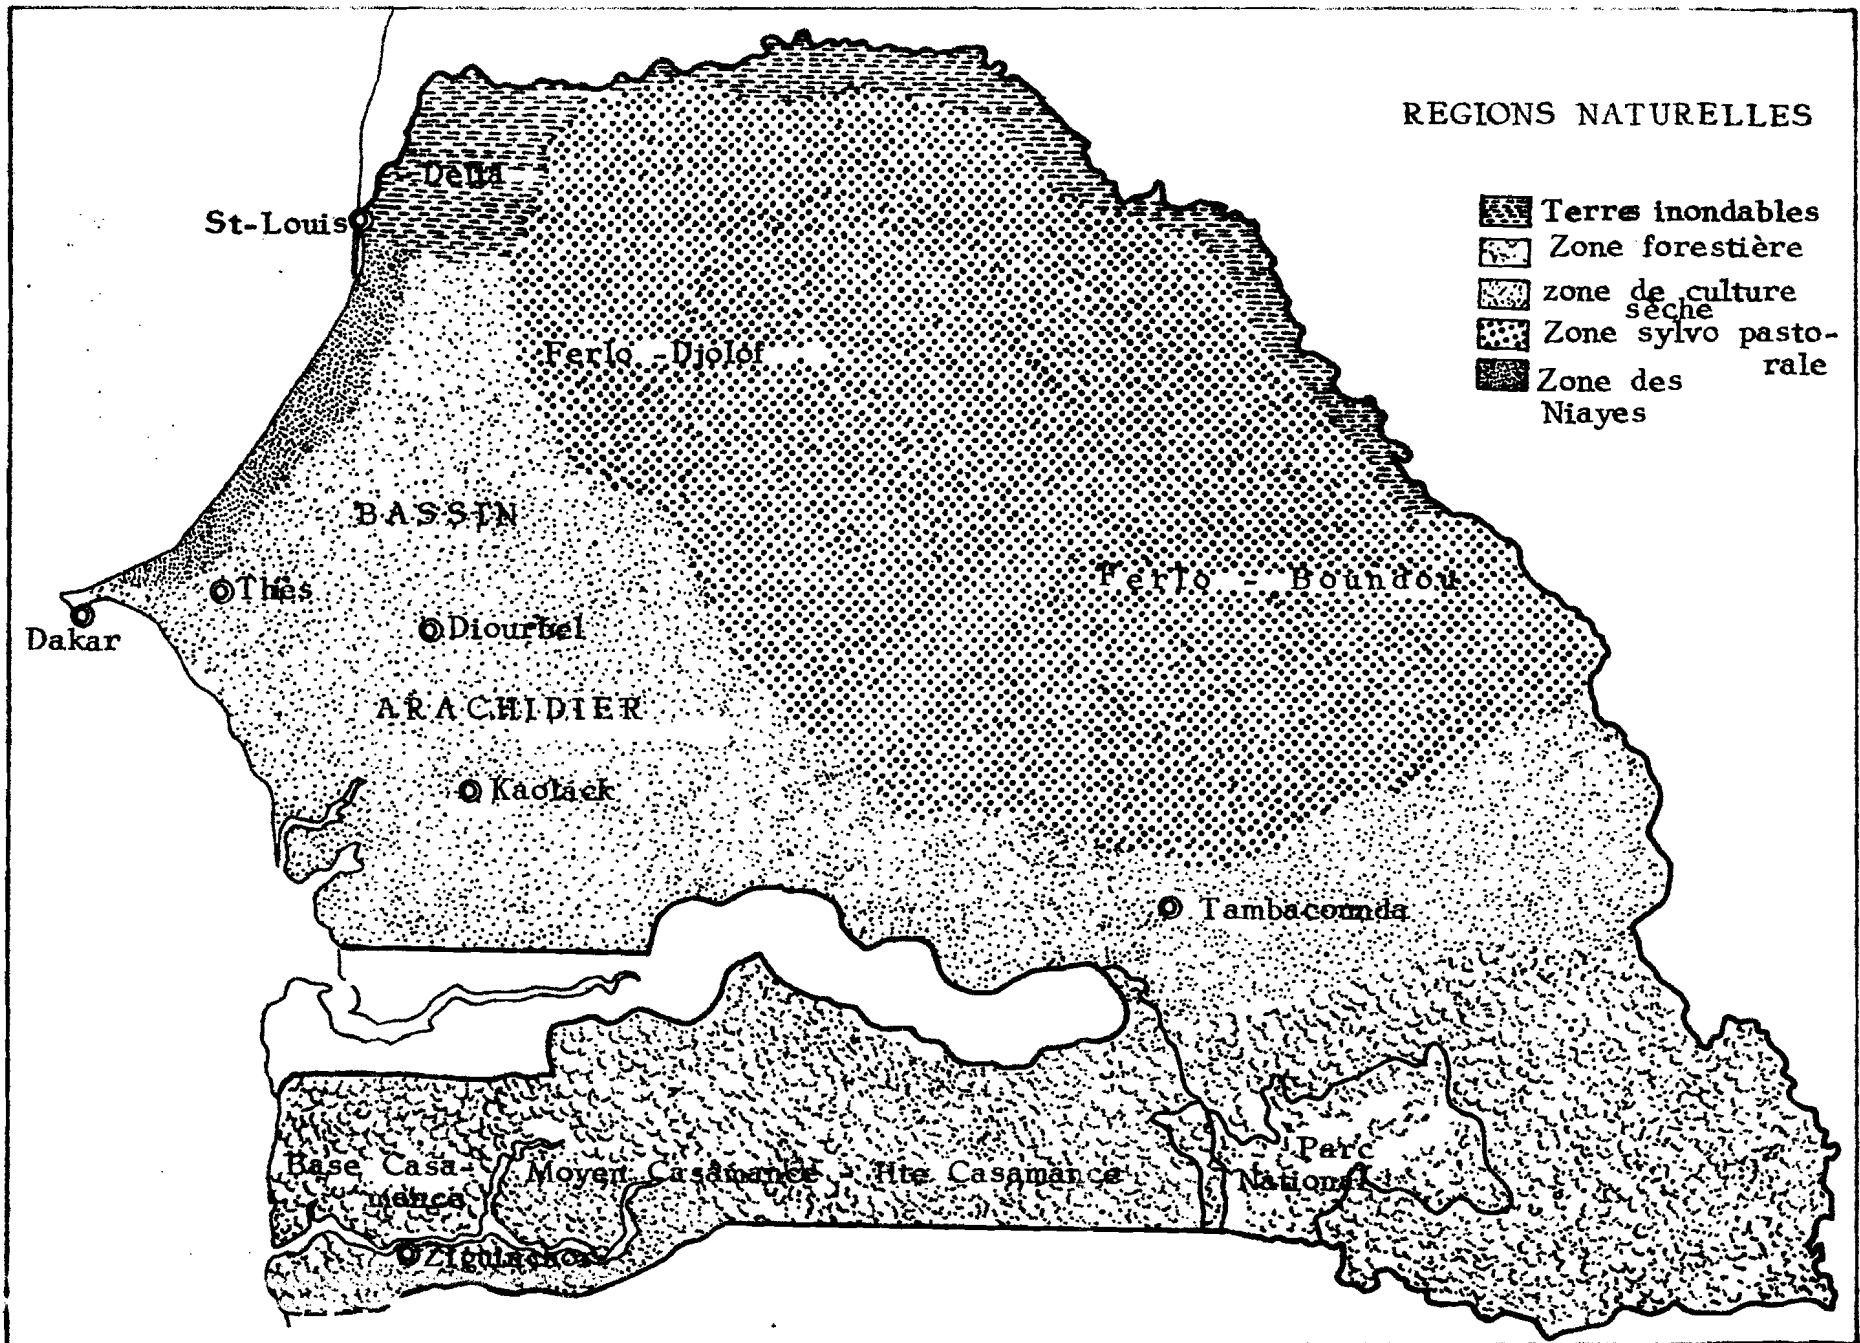 REGIONS NATURELLES
Terres inondables
Zone forestière
zone de culture
sèche
Zone sylvo pasto-
rale
Zone des
Niayes
Delta
St-Louis
Ferlo - Djolof
BASSIN
Ferlo - Boundou
Thès
Dakar
Diourbel
ARACHIDIER
Kaolack
Tambacounda
Base Casa-
mance
Moyen Casamance - Hte Casamance
Parc
National
Ziguinchor